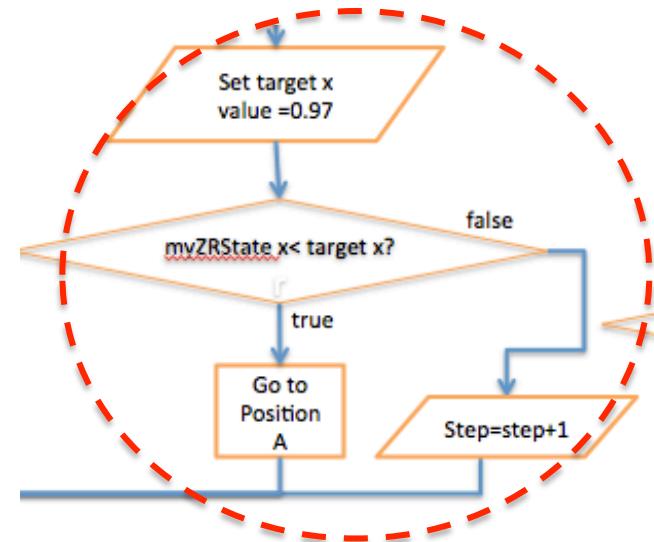 Set target x
value =0.97
myZRState x< target x?
false
true
Go to
Position
A
Step=step+1